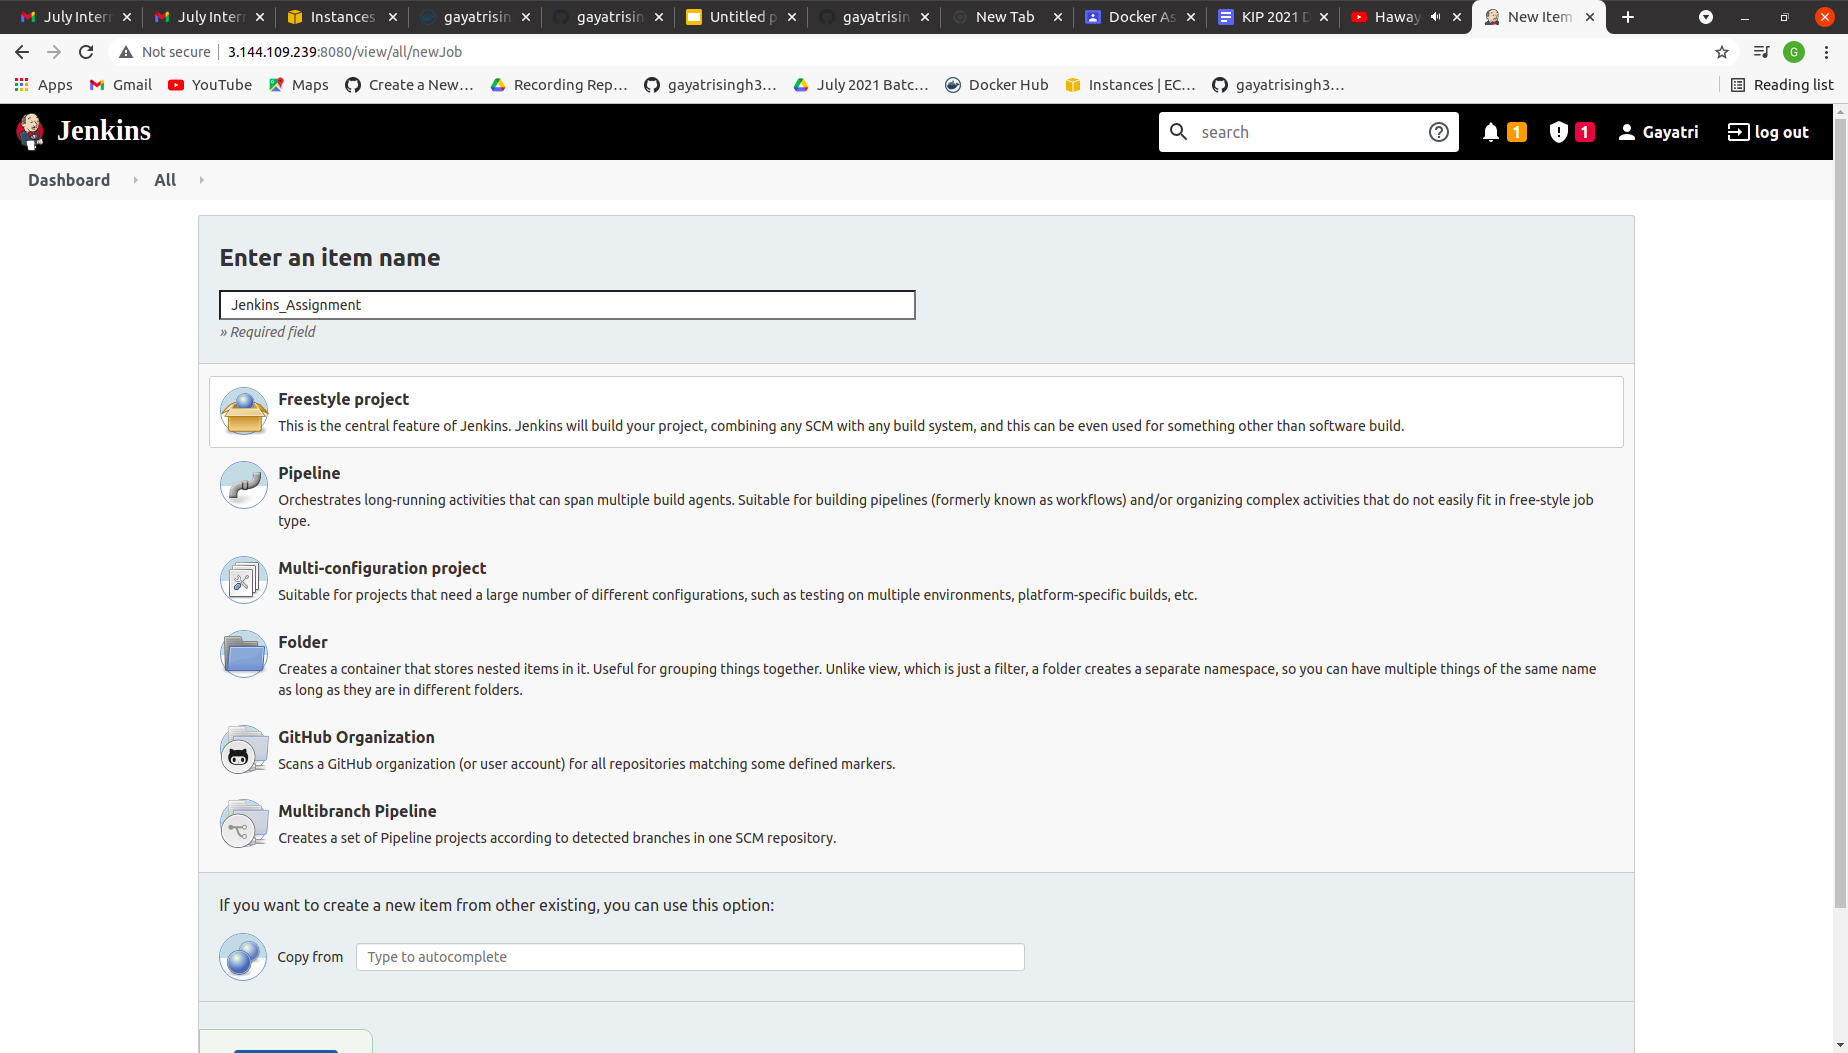 July Intern
July Intern
Instances
gayatrisin
gayatrisin
Untitled p
gayatrisin
New Tab
Docker As
KIP 2021 D
Haway
New Item
Not secure
3.144.109.239:8080/view/all/newJob
G
Apps
Gmail
YouTube
Maps
Create a New...
Recording Rep...
gayatrisingh3...
July 2021 Batc...
Docker Hub
Instances | EC...
gayatrisingh3...
Reading list
Jenkins
search
1
1
Gayatri
log out
Dashboard
All
Enter an item name
Jenkins_Assignment
» Required field
Freestyle project
This is the central feature of Jenkins. Jenkins will build your project, combining any SCM with any build system, and this can be even used for something other than software build.
Pipeline
Orchestrates long-running activities that can span multiple build agents. Suitable for building pipelines (formerly known as workflows) and/or organizing complex activities that do not easily fit in free-style job
type.
Multi-configuration project
Suitable for projects that need a large number of different configurations, such as testing on multiple environments, platform-specific builds, etc.
Folder
Creates a container that stores nested items in it. Useful for grouping things together. Unlike view, which is just a filter, a folder creates a separate namespace, so you can have multiple things of the same name
as long as they are in different folders.
GitHub Organization
Scans a GitHub organization (or user account) for all repositories matching some defined markers.
Multibranch Pipeline
Creates a set of Pipeline projects according to detected branches in one SCM repository.
If you want to create a new item from other existing, you can use this option:
Copy from
Type to autocomplete